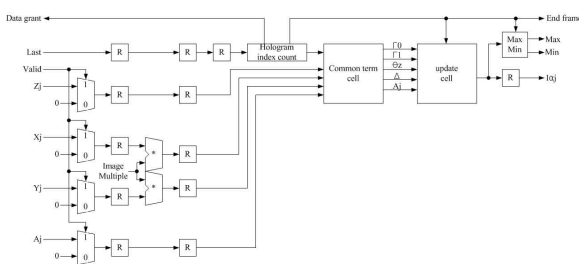 Data grant
End frame
Last
R
R
R
Hologram
index count
Γ0
Γ1
Θz
Δ
Aj
Common term
cell
update
cell
Max
Min
Max
Min
R
Iαj
Valid
Zj
0
1
0
R
R
Xj
0
1
0
R
*
R
Image
Multiple
Yj
0
1
0
R
*
R
Aj
0
1
0
R
R